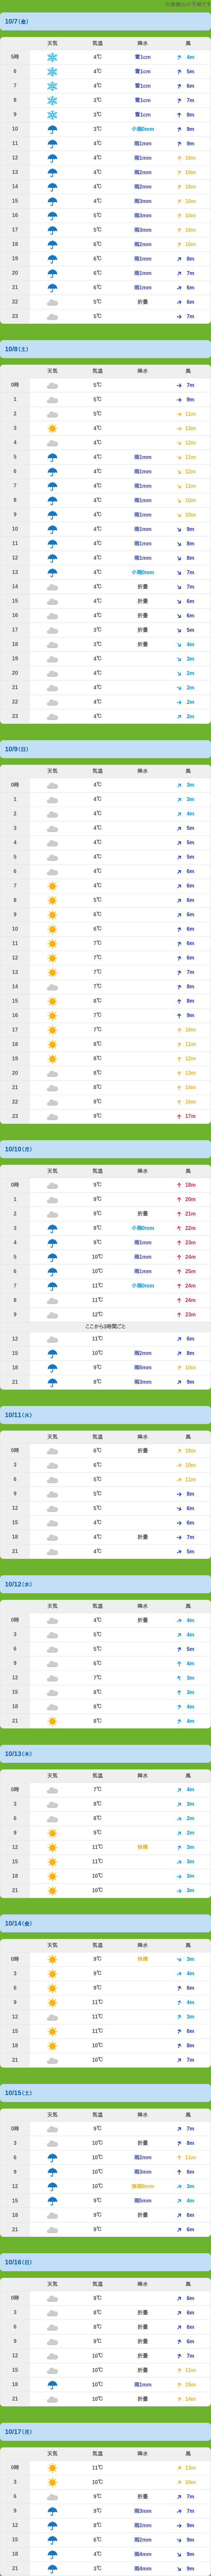 の予報です
10/7(金)
天気 気温 降水 風
5時 4℃ 雪1cm 4m
6 4℃ 雪1cm 5m
7 4℃ 雪1cm 6m
8 3℃ 雪1cm 7m
9 3℃ 雪1cm 8m
10 3℃ 小雨0mm 9m
11 4℃ 雨1mm 9m
12 4℃ 雨1mm 10m
13 4℃ 雨2mm 10m
14 4℃ 雨2mm 10m
15 4℃ 雨3mm 10m
16 5℃ 雨3mm 10m
17 5℃ 雨3mm 10m
18 6℃ 雨2mm 10m
19 6℃ 雨1mm 8m
20 6℃ 雨1mm 7m
21 6℃ 雨1mm 6m
22 5℃ 折畳 6m
23 5℃ 7m
10/8(土)
天気 気温 降水 風
0時 5℃ 7m
1 5℃ 9m
2 5℃ 11m
3 4℃ 13m
4 4℃ 12m
5 4℃ 雨1mm 11m
6 4℃ 雨1mm 12m
7 4℃ 雨1mm 11m
8 4℃ 雨1mm 10m
9 4℃ 雨1mm 10m
10 4℃ 雨1mm 9m
11 4℃ 雨1mm 8m
12 4℃ 雨1mm 8m
13 4℃ 小雨0mm 7m
14 4℃ 折畳 7m
15 4℃ 折畳 6m
16 4℃ 折畳 6m
17 3℃ 折畳 5m
18 3℃ 折畳 4m
19 4℃ 3m
20 4℃ 2m
21 4℃ 2m
22 4℃ 2m
23 4℃ 2m
10/9(日)
天気 気温 降水 風
0時 4℃ 3m
1 4℃ 3m
2 4℃ 4m
3 4℃ 5m
4 4℃ 5m
5 4℃ 5m
6 4℃ 6m
7 4℃ 6m
8 5℃ 6m
9 6℃ 6m
10 6℃ 6m
11 7℃ 6m
12 7℃ 6m
13 7℃ 7m
14 7℃ 8m
15 8℃ 8m
16 7℃ 9m
17 7℃ 10m
18 8℃ 11m
19 8℃ 12m
20 8℃ 13m
21 8℃ 14m
22 9℃ 16m
23 9℃ 17m
10/10(月)
天気 気温 降水 風
0時 9℃ 18m
1 9℃ 20m
2 9℃ 折畳 21m
3 9℃ 小雨0mm 22m
4 9℃ 雨1mm 23m
5 10℃ 雨1mm 24m
6 10℃ 雨1mm 25m
7 11℃ 小雨0mm 24m
8 11℃ 24m
9 12℃ 23m
ここから3時間ごと
12 11℃ 6m
15 10℃ 雨2mm 8m
18 9℃ 雨5mm 10m
21 8℃ 雨3mm 9m
10/11(火)
天気 気温 降水 風
0時 6℃ 折畳 10m
3 6℃ 10m
6 5℃ 11m
9 5℃ 8m
12 5℃ 6m
15 4℃ 6m
18 4℃ 折畳 7m
21 4℃ 5m
10/12(水)
天気 気温 降水 風
0時 4℃ 折畳 4m
3 5℃ 4m
6 5℃ 5m
9 6℃ 4m
12 7℃ 3m
15 8℃ 3m
18 8℃ 4m
21 8℃ 4m
10/13(木)
天気 気温 降水 風
0時 7℃ 4m
3 8℃ 3m
6 8℃ 2m
9 9℃ 2m
12 11℃ 快晴 3m
15 11℃ 3m
18 10℃ 3m
21 10℃ 3m
10/14(金)
天気 気温 降水 風
0時 9℃ 快晴 3m
3 9℃ 4m
6 9℃ 6m
9 11℃ 4m
12 11℃ 3m
15 11℃ 6m
18 10℃ 8m
21 10℃ 7m
10/15(土)
天気 気温 降水 風
0時 9℃ 7m
3 10℃ 折畳 8m
6 10℃ 雨2mm 11m
9 10℃ 雨3mm 6m
12 10℃ 3m
15 9℃ 雨5mm 4m
18 9℃ 折畳 6m
21 9℃ 6m
10/16(日)
天気 気温 降水 風
0時 8℃ 6m
3 8℃ 折畳 6m
6 8℃ 折畳 6m
9 9℃ 折畳 6m
12 10℃ 折畳 7m
15 10℃ 折畳 11m
18 10℃ 雨1mm 15m
21 10℃ 折畳 14m
10/17(月)
天気 気温 降水 風
0時 11℃ 13m
3 10℃ 10m
6 9℃ 折畳 7m
9 9℃ 雨3mm 7m
12 8℃ 雨2mm 9m
15 6℃ 雨2mm 9m
18 4℃ 雨4mm 9m
21 3℃ 雨4mm 9m